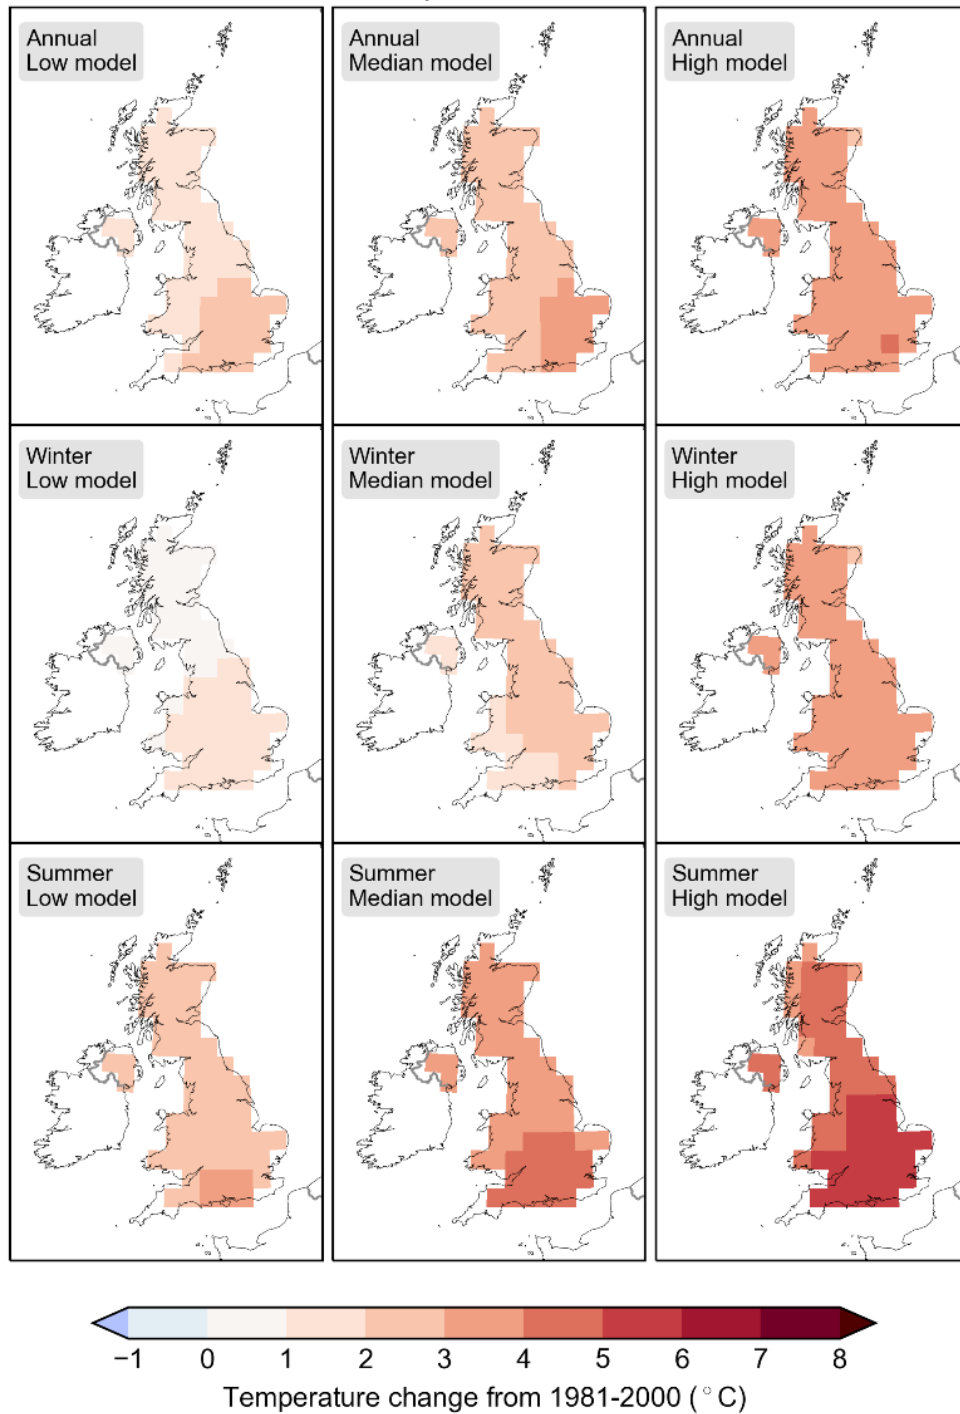 Annual
Low model
Annual
Median model
Annual
High model
Winter
Low model
Winter
Median model
Winter
High model
Summer
Low model
Summer
Median model
Summer
High model
−1 0 1 2 3 4 5 6 7 8
Temperature change from 1981-2000 (°C)